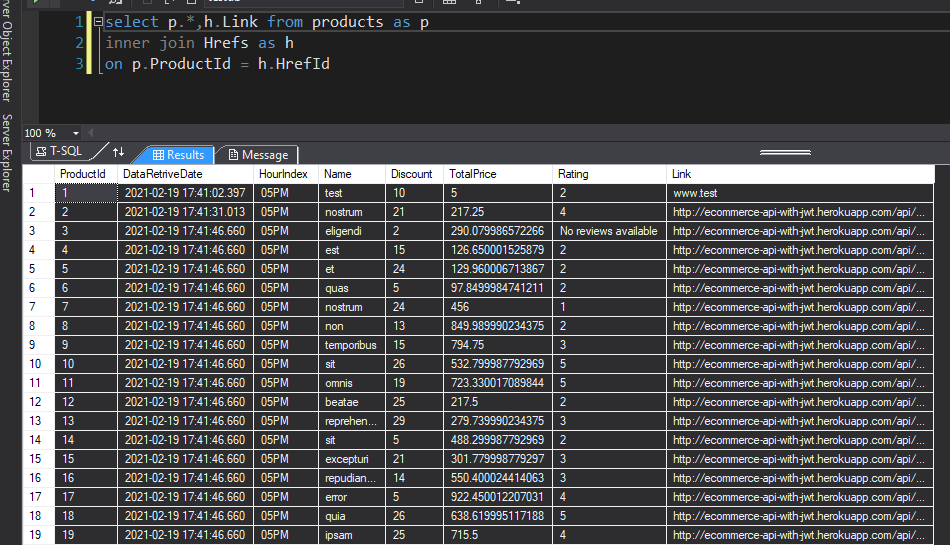 select p.*,h.Link from products as p
inner join Hrefs as h
on p.ProductId = h.HrefId
1
2
3
Object Explorer
Server Explorer
100 %
T-SQL
Results
Message
ProductId DataRetriveDate HourIndex Name Discount TotalPrice Rating Link
1 1 2021-02-19 17:41:02.397 05PM test 10 5 2 www.test
2 2 2021-02-19 17:41:31.013 05PM nostrum 21 217.25 4 http://ecommerce-api-with-jwt.herokuapp.com/api/...
3 3 2021-02-19 17:41:46.660 05PM eligendi 2 290.079986572266 No reviews available http://ecommerce-api-with-jwt.herokuapp.com/api/...
4 4 2021-02-19 17:41:46.660 05PM est 15 126.650001525879 2 http://ecommerce-api-with-jwt.herokuapp.com/api/...
5 5 2021-02-19 17:41:46.660 05PM et 24 129.960006713867 2 http://ecommerce-api-with-jwt.herokuapp.com/api/...
6 6 2021-02-19 17:41:46.660 05PM quas 5 97.8499984741211 2 http://ecommerce-api-with-jwt.herokuapp.com/api/...
7 7 2021-02-19 17:41:46.660 05PM nostrum 24 456 1 http://ecommerce-api-with-jwt.herokuapp.com/api/...
8 8 2021-02-19 17:41:46.660 05PM non 13 849.989990234375 2 http://ecommerce-api-with-jwt.herokuapp.com/api/...
9 9 2021-02-19 17:41:46.660 05PM temporibus 15 794.75 3 http://ecommerce-api-with-jwt.herokuapp.com/api/...
10 10 2021-02-19 17:41:46.660 05PM sit 26 532.799987792969 5 http://ecommerce-api-with-jwt.herokuapp.com/api/...
11 11 2021-02-19 17:41:46.660 05PM omnis 19 723.330017089844 5 http://ecommerce-api-with-jwt.herokuapp.com/api/...
12 12 2021-02-19 17:41:46.660 05PM beatae 25 217.5 2 http://ecommerce-api-with-jwt.herokuapp.com/api/...
13 13 2021-02-19 17:41:46.660 05PM reprehen... 29 279.739990234375 3 http://ecommerce-api-with-jwt.herokuapp.com/api/...
14 14 2021-02-19 17:41:46.660 05PM sit 5 488.299987792969 2 http://ecommerce-api-with-jwt.herokuapp.com/api/...
15 15 2021-02-19 17:41:46.660 05PM excepturi 21 301.779998779297 3 http://ecommerce-api-with-jwt.herokuapp.com/api/...
16 16 2021-02-19 17:41:46.660 05PM repudian... 14 550.400024414063 3 http://ecommerce-api-with-jwt.herokuapp.com/api/...
17 17 2021-02-19 17:41:46.660 05PM error 5 922.450012207031 4 http://ecommerce-api-with-jwt.herokuapp.com/api/...
18 18 2021-02-19 17:41:46.660 05PM quia 26 638.619995117188 5 http://ecommerce-api-with-jwt.herokuapp.com/api/...
19 19 2021-02-19 17:41:46.660 05PM ipsam 25 715.5 4 http://ecommerce-api-with-jwt.herokuapp.com/api/...